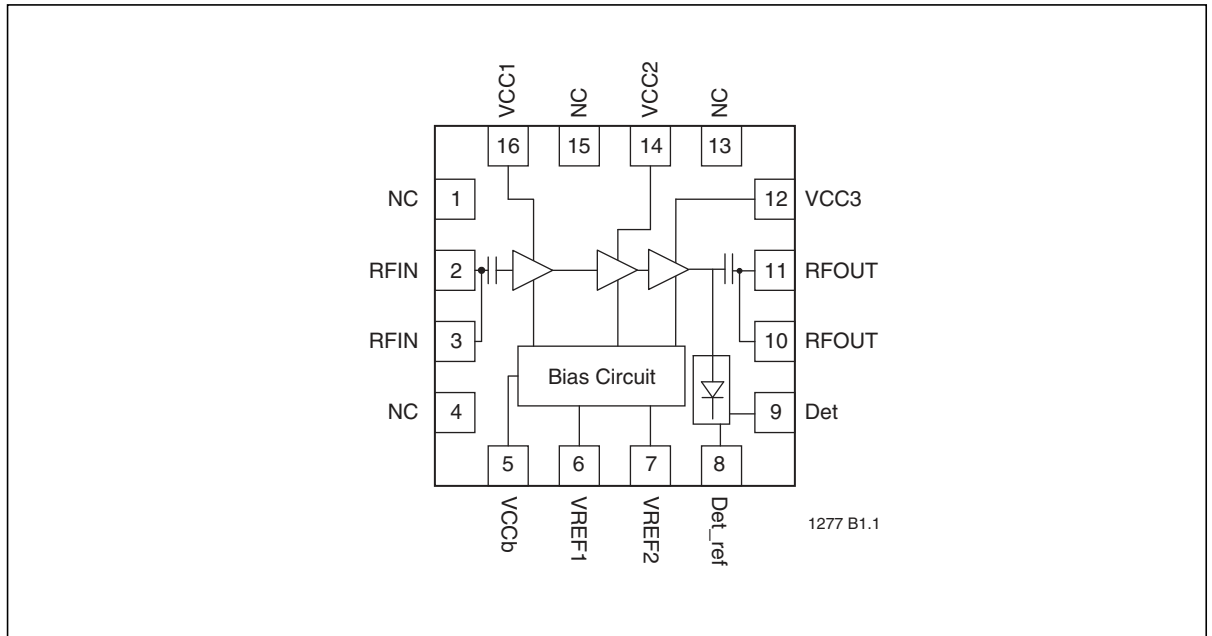 VCC1
NC
VCC2
NC
16
15
14
13
NC
1
12
VCC3
RFIN
2
11
RFOUT
RFIN
3
10
RFOUT
Bias Circuit
NC
4
9
Det
5
6
7
8
VCCb
VREF1
VREF2
Det_ref
1277 B1.1